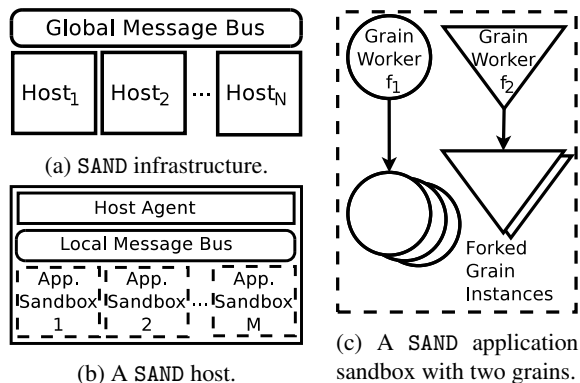 Global Message Bus
Host1
Host2
...
HostN
(a) SAND infrastructure.
Host Agent
Local Message Bus
App.
Sandbox
1
App.
Sandbox
2
...
App.
Sandbox
M
(b) A SAND host.
Grain
Worker
f1
Grain
Worker
f2
Forked
Grain
Instances
(c) A SAND application
sandbox with two grains.